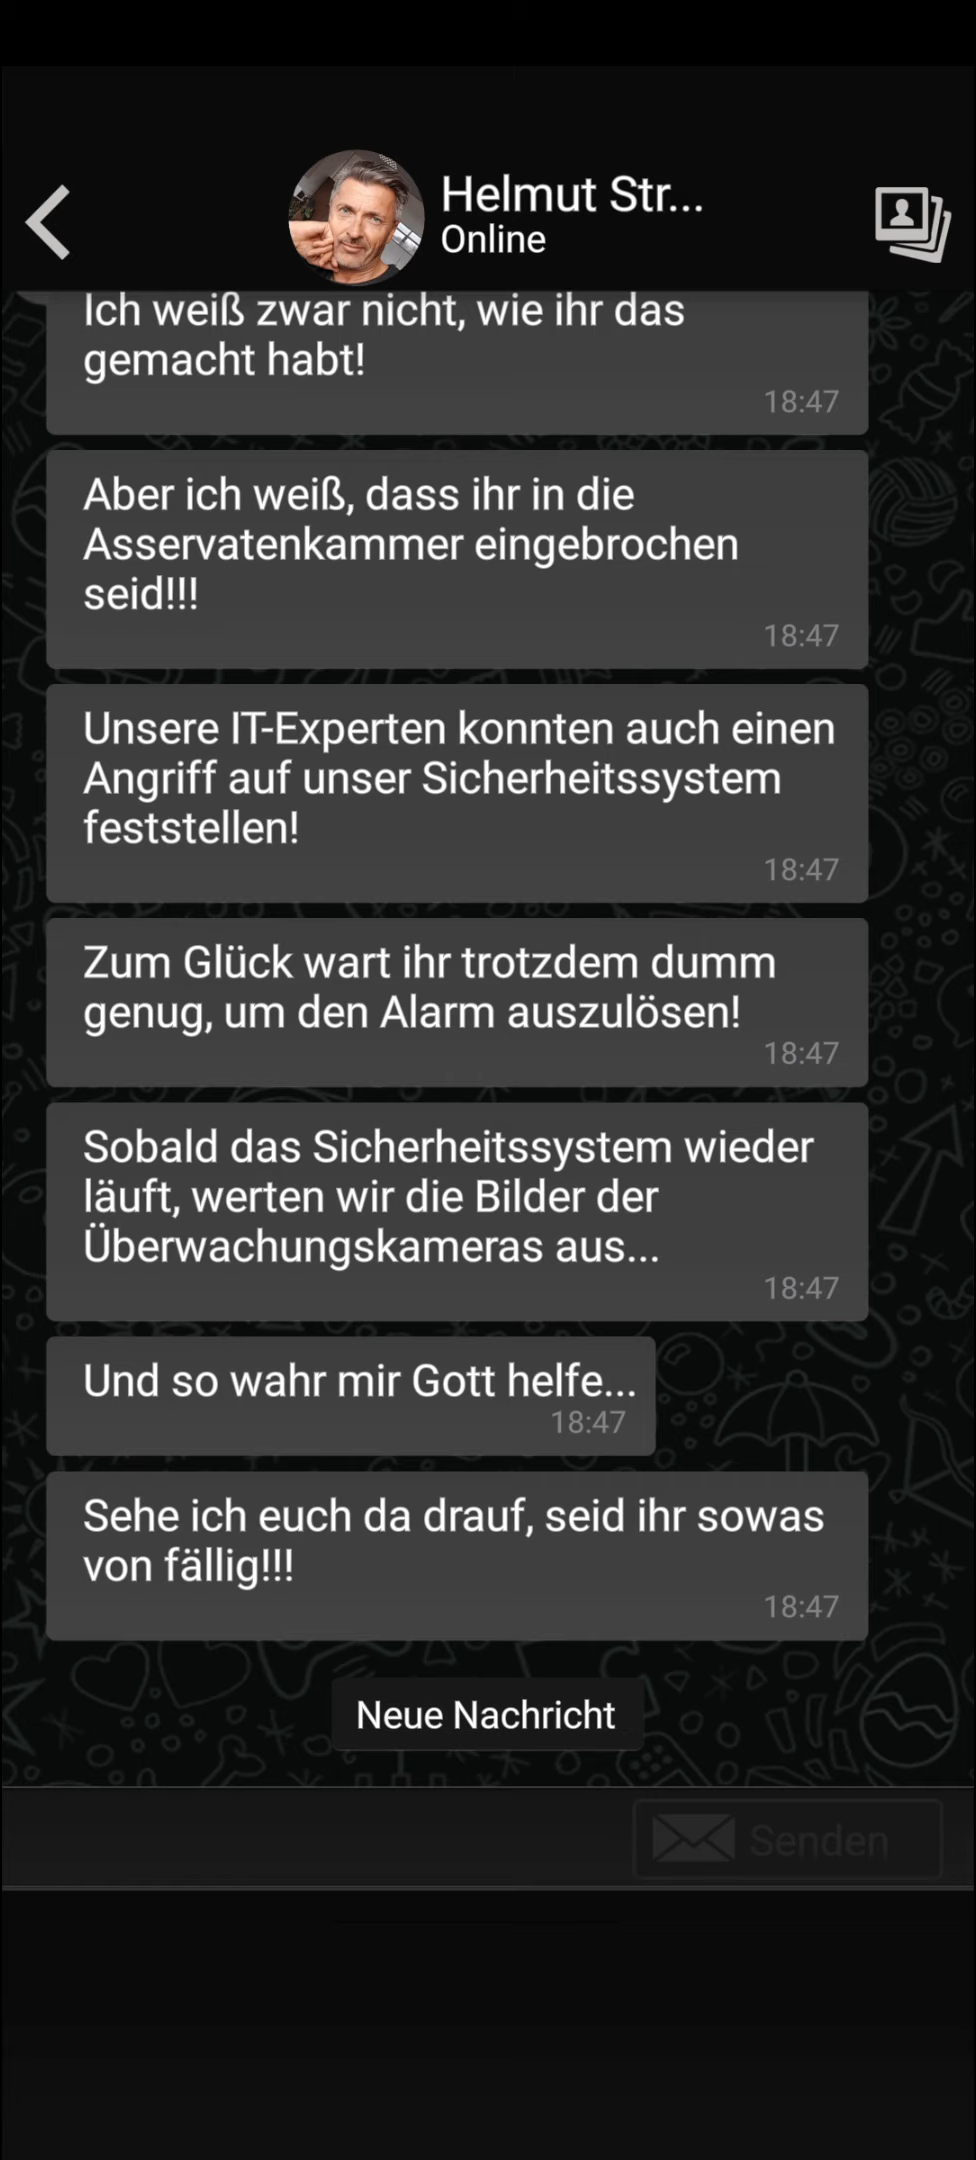 Helmut Str...
Online
Ich weiß zwar nicht, wie ihr das
gemacht habt!
18:47
Aber ich weiß, dass ihr in die
Asservatenkammer eingebrochen
seid!!!
18:47
Unsere IT-Experten konnten auch einen
Angriff auf unser Sicherheitssystem
feststellen!
18:47
Zum Glück wart ihr trotzdem dumm
genug, um den Alarm auszulösen!
18:47
Sobald das Sicherheitssystem wieder
läuft, werten wir die Bilder der
Überwachungskameras aus...
18:47
Und so wahr mir Gott helfe...
18:47
Sehe ich euch da drauf, seid ihr sowas
von fällig!!!
18:47
Neue Nachricht
Senden